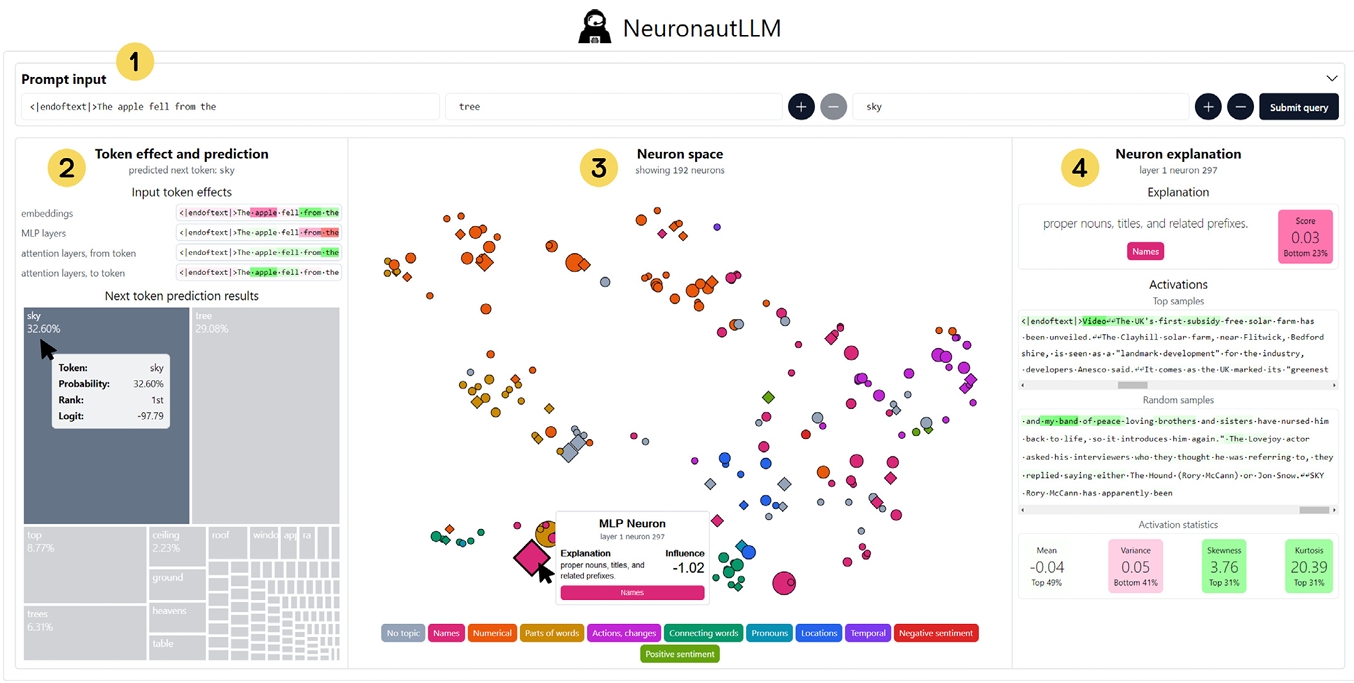 NeuronautLLM
1
Prompt input
<|endoftext|>The apple fell from the
tree
+
−
sky
+
−
Submit query
2
Token effect and prediction
predicted next token: sky
Input token effects
embeddings
<|endoftext|>The·apple·fell·from·the
MLP layers
<|endoftext|>The·apple·fell·from·the
attention layers, from token
<|endoftext|>The·apple·fell·from·the
attention layers, to token
<|endoftext|>The·apple·fell·from·the
Next token prediction results
sky
32.60%
tree
29.08%
Token: sky
Probability: 32.60%
Rank: 1st
Logit: -97.79
top
8.77%
ceiling
2.23%
roof
windo
app
ra
ground
heavens
trees
6.31%
table
3
Neuron space
showing 192 neurons
MLP Neuron
layer 1 neuron 297
Explanation
proper nouns, titles, and
related prefixes.
Influence
-1.02
Names
No topic
Names
Numerical
Parts of words
Actions, changes
Connecting words
Pronouns
Locations
Temporal
Negative sentiment
Positive sentiment
4
Neuron explanation
layer 1 neuron 297
Explanation
proper nouns, titles, and related prefixes.
Names
Score
0.03
Bottom 23%
Activations
Top samples
<|endoftext|>Video↵↵The·UK's·first·subsidy-free·solar·farm·has
·been·unveiled.↵↵The·Clayhill·solar·farm,·near·Flitwick,·Bedford
shire,·is·seen·as·a·"landmark·development"·for·the·industry,
·developers·Anesco·said.↵↵It·comes·as·the·UK·marked·its·"greenest
Random samples
·and·my·band·of·peace-loving·brothers·and·sisters·have·nursed·him
·back·to·life,·so·it·introduces·him·again."·The·Lovejoy·actor
·asked·his·interviewers·who·they·thought·he·was·referring·to,·they
·replied·saying·either·The·Hound·(Rory·McCann)·or·Jon·Snow.↵↵SKY
·Rory·McCann·has·apparently·been
Activation statistics
Mean
-0.04
Top 49%
Variance
0.05
Bottom 41%
Skewness
3.76
Top 31%
Kurtosis
20.39
Top 31%